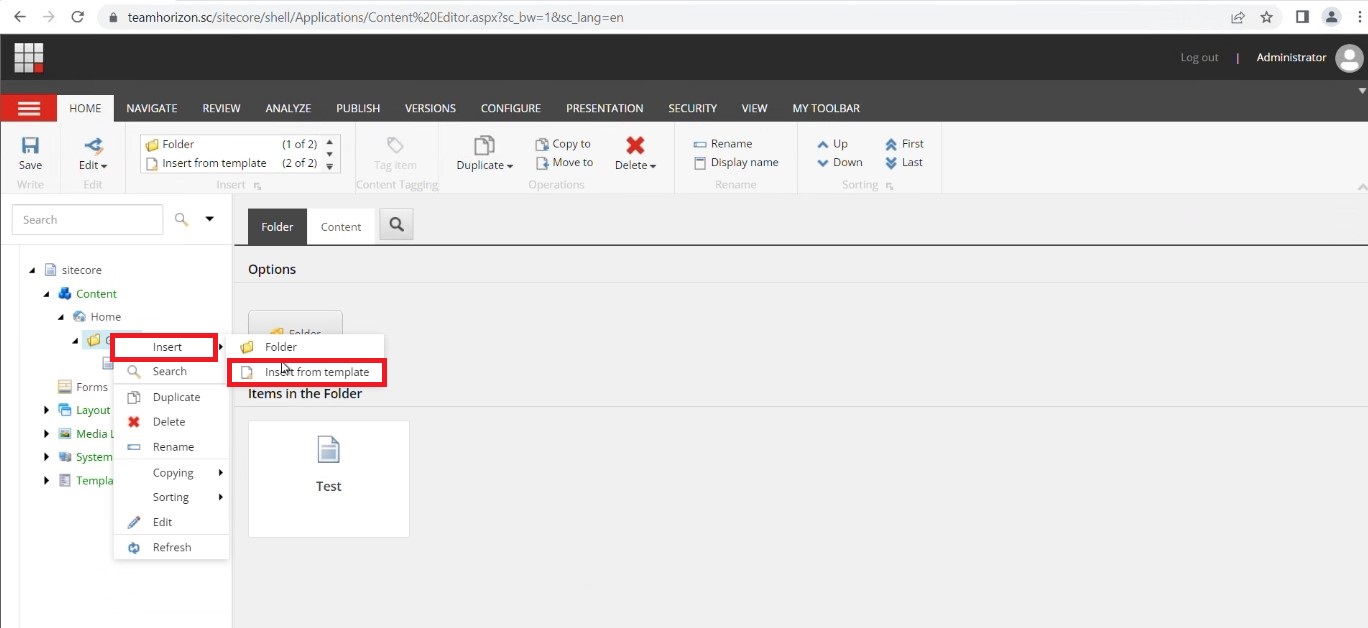 teamhorizon.sc/sitecore/shell/Applications/Content%20Editor.aspx?sc_bw=1&sc_lang=en
Log out | Administrator
HOME NAVIGATE REVIEW ANALYZE PUBLISH VERSIONS CONFIGURE PRESENTATION SECURITY VIEW MY TOOLBAR
Folder (1 of 2) Copy to Rename Up First
Save Edit Insert from template (2 of 2) Tag item Duplicate Move to Delete Display name Down Last
Write Edit Insert Content Tagging Operations Rename Sorting
Search
Folder Content
Options
sitecore
Content
Home
Folder
Insert Folder
Search Insert from template
Items in the Folder
Forms Duplicate
Layout
Delete
Media
Rename
System
Copying
Test
Sorting
Edit
Refresh